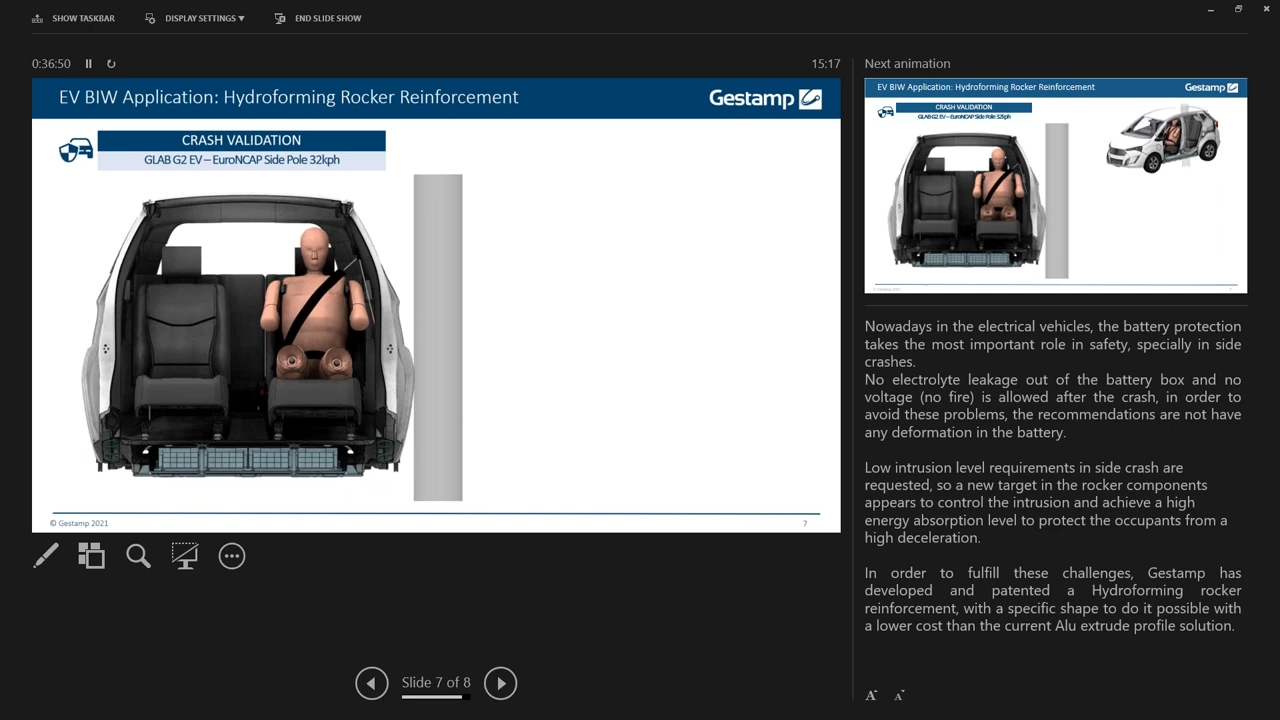 SHOW TASKBAR
DISPLAY SETTINGS ▼
END SLIDE SHOW
0:36:50
15:17
EV BIW Application: Hydroforming Rocker Reinforcement
Gestamp
CRASH VALIDATION
GLAB G2 EV – EuroNCAP Side Pole 32kph
© Gestamp 2021
7
Slide 7 of 8
Next animation
EV BIW Application: Hydroforming Rocker Reinforcement
Gestamp
CRASH VALIDATION
GLAB G2 EV – EuroNCAP Side Pole 32kph
Nowadays in the electrical vehicles, the battery protection
takes the most important role in safety, specially in side
crashes.
No electrolyte leakage out of the battery box and no
voltage (no fire) is allowed after the crash, in order to
avoid these problems, the recommendations are not have
any deformation in the battery.
Low intrusion level requirements in side crash are
requested, so a new target in the rocker components
appears to control the intrusion and achieve a high
energy absorption level to protect the occupants from a
high deceleration.
In order to fulfill these challenges, Gestamp has
developed and patented a Hydroforming rocker
reinforcement, with a specific shape to do it possible with
a lower cost than the current Alu extrude profile solution.
A A